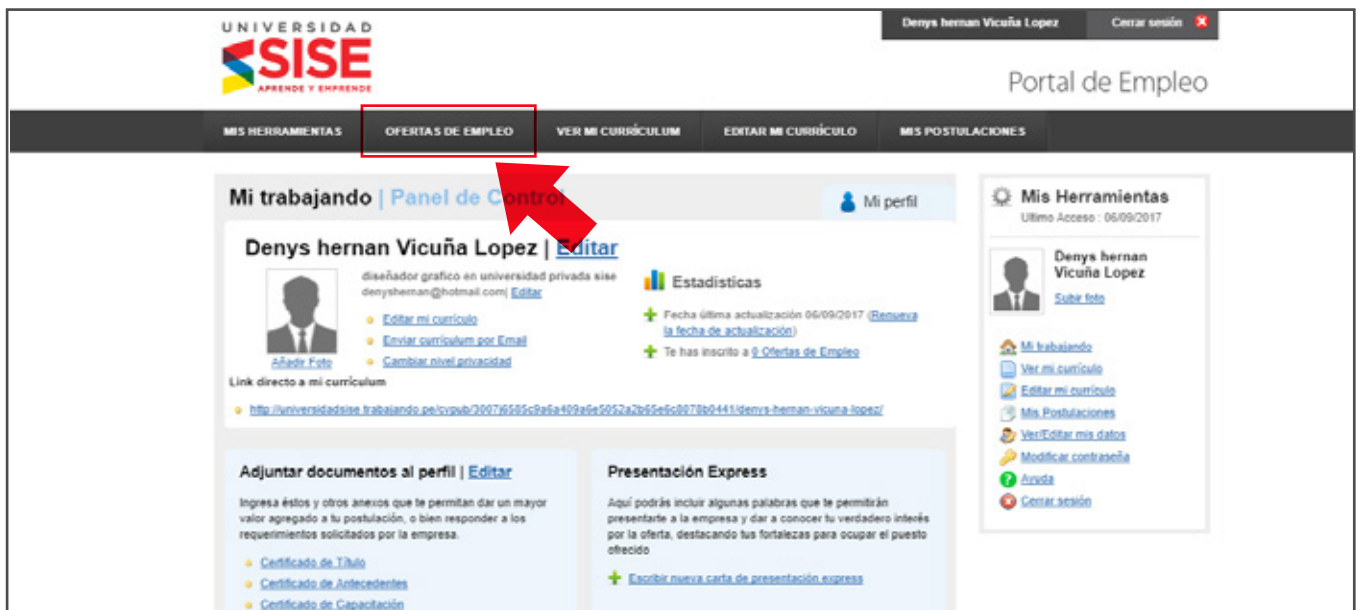 UNIVERSIDAD
SISE
APRENDE Y EMPRENDE
Denys hernan Vicuña Lopez
Cerrar sesión
Portal de Empleo
MIS HERRAMIENTAS
OFERTAS DE EMPLEO
VER MI CURRÍCULUM
EDITAR MI CURRÍCULO
MIS POSTULACIONES
Mi trabajando | Panel de Control
Mi perfil
Denys hernan Vicuña Lopez | Editar
diseñador grafico en universidad privada sise
denyshernan@hotmail.com| Editar
Editar mi currículo
Enviar currículum por Email
Cambiar nivel privacidad
Añadir Foto
Link directo a mi currículum
Estadísticas
Fecha última actualización 06/09/2017 (Renueva
la fecha de actualización)
Te has inscrito a 0 Ofertas de Empleo
Adjuntar documentos al perfil | Editar
Ingresa éstos y otros anexos que te permitan dar un mayor
valor agregado a tu postulación, o bien responder a los
requerimientos solicitados por la empresa.
Certificado de Título
Certificado de Antecedentes
Certificado de Capacitación
Presentación Express
Aquí podrás incluir algunas palabras que te permitirán
presentarte a la empresa y dar a conocer tu verdadero interés
por la oferta, destacando tus fortalezas para ocupar el puesto
ofrecido
Escribir nueva carta de presentación express
Mis Herramientas
Ultimo Acceso : 06/09/2017
Denys hernan
Vicuña Lopez
Subir foto
Mi trabajando
Ver mi currículo
Editar mi currículo
Mis Postulaciones
Ver/Editar mis datos
Modificar contraseña
Ayuda
Cerrar sesión